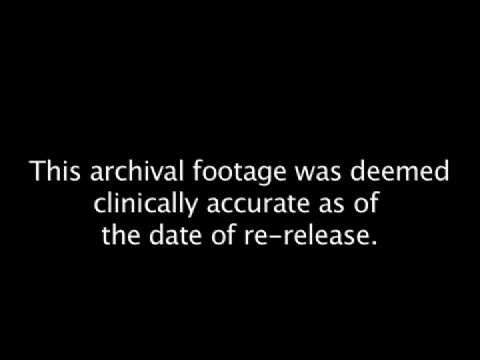 This archival footage was deemed
clinically accurate as of
the date of re-release.